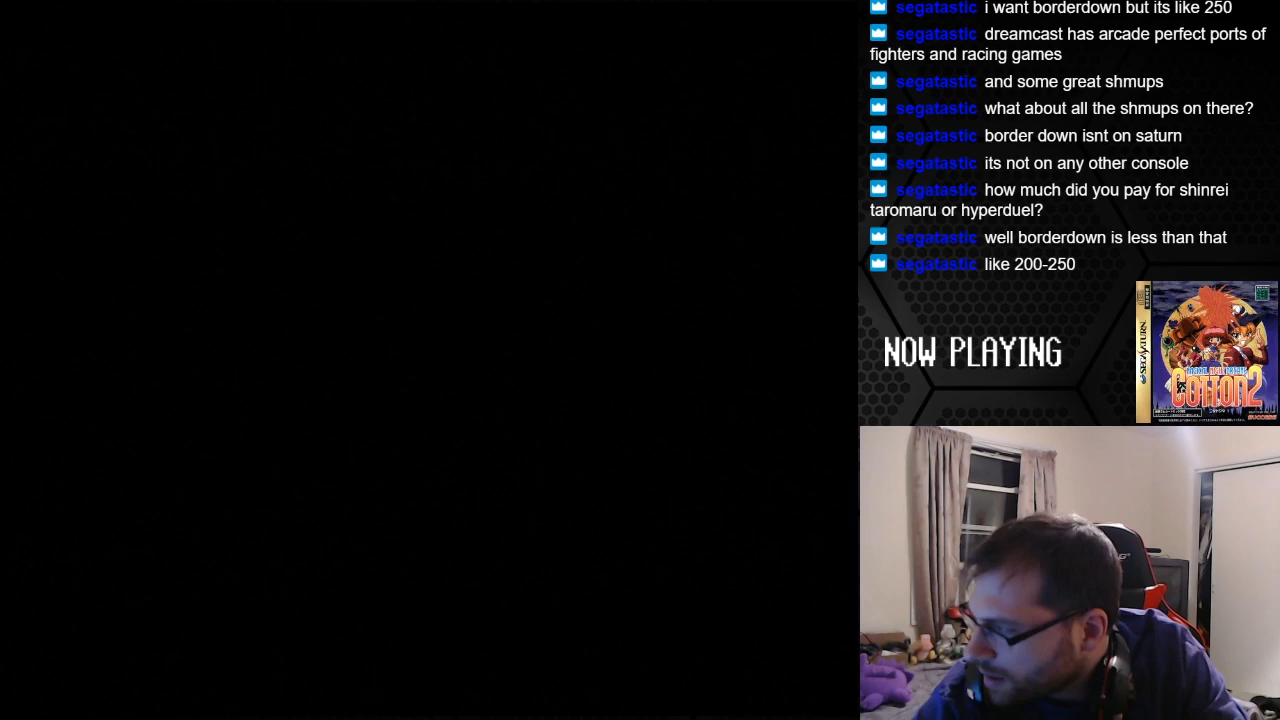 segatastic i want borderdown but its like 250
segatastic dreamcast has arcade perfect ports of
fighters and racing games
segatastic and some great shmups
segatastic what about all the shmups on there?
segatastic border down isnt on saturn
segatastic its not on any other console
segatastic how much did you pay for shinrei
taromaru or hyperduel?
segatastic well borderdown is less than that
segatastic like 200-250
NOW PLAYING
SEGA SATURN
COTTON 2
SUCCESS